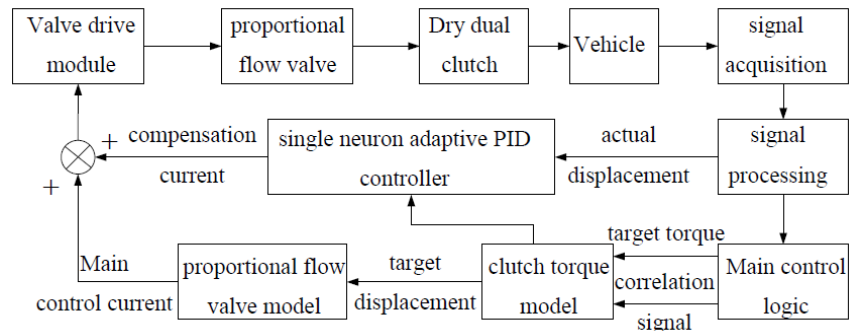 Valve drive
module
proportional
flow valve
Dry dual
clutch
Vehicle
signal
acquisition
+
compensation
current
single neuron adaptive PID
controller
actual
displacement
signal
processing
+
Main
control current
proportional flow
valve model
target
displacement
clutch torque
model
target torque
correlation
signal
Main control
logic